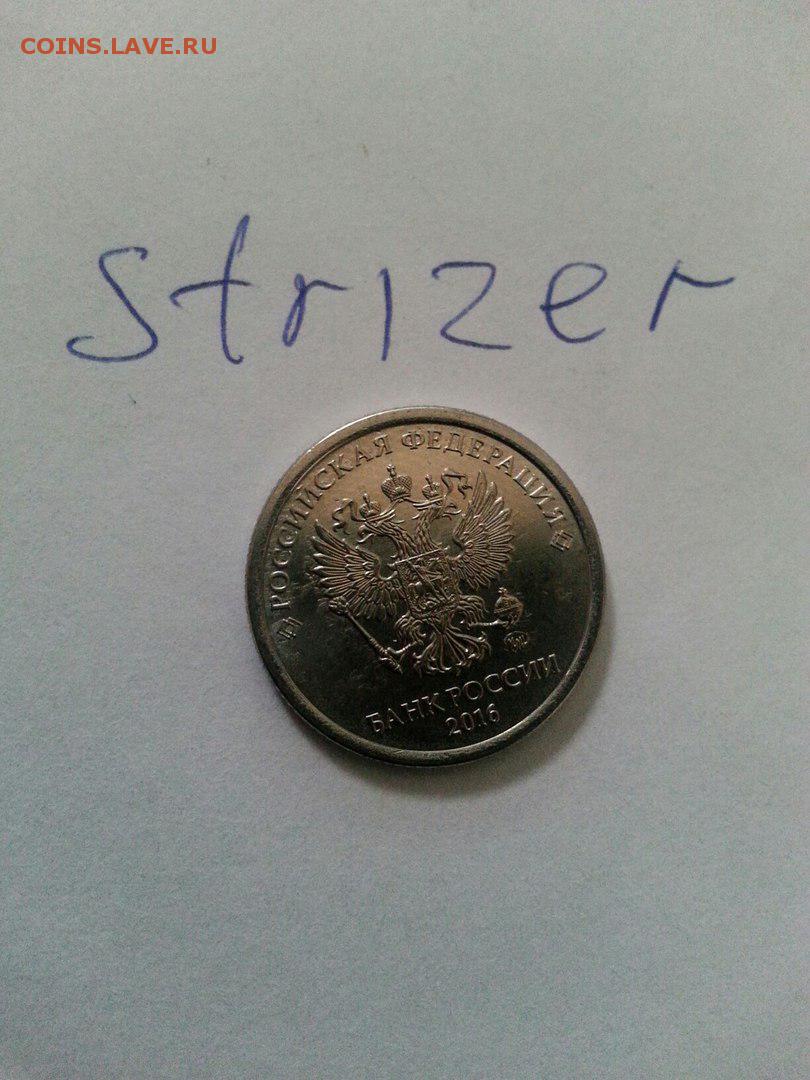 COINS.LAVE.RU
strizer
РОССИЙСКАЯ ФЕДЕРАЦИЯ
БАНК РОССИИ
2016